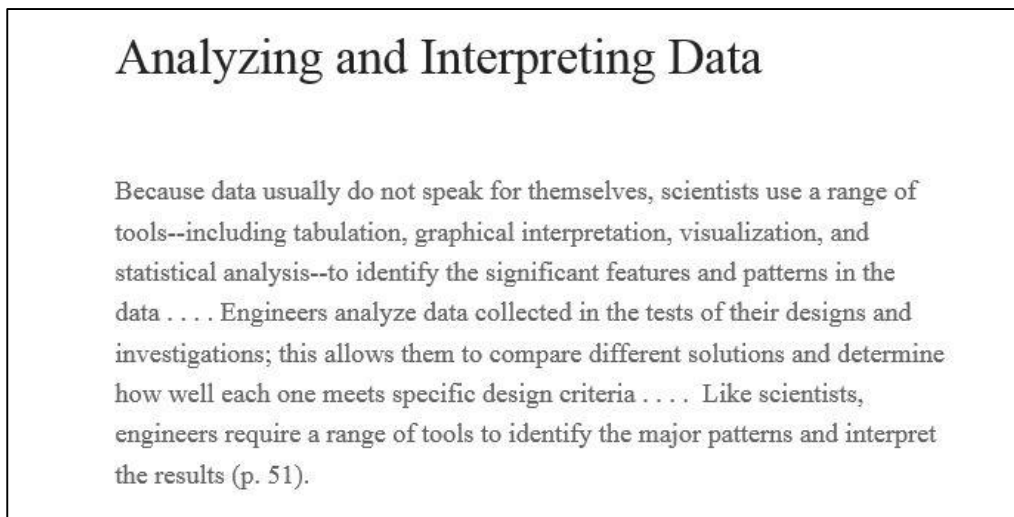 Analyzing and Interpreting Data
Because data usually do not speak for themselves, scientists use a range of
tools--including tabulation, graphical interpretation, visualization, and
statistical analysis--to identify the significant features and patterns in the
data . . . . Engineers analyze data collected in the tests of their designs and
investigations; this allows them to compare different solutions and determine
how well each one meets specific design criteria . . . .  Like scientists,
engineers require a range of tools to identify the major patterns and interpret
the results (p. 51).